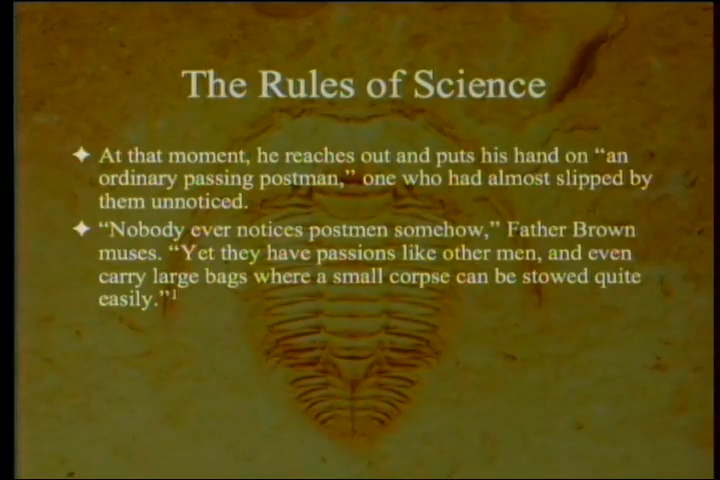 The Rules of Science
✦ At that moment, he reaches out and puts his hand on “an
ordinary passing postman,” one who had almost slipped by
them unnoticed.
✦ “Nobody ever notices postmen somehow,” Father Brown
muses. “Yet they have passions like other men, and even
carry large bags where a small corpse can be stowed quite
easily.”1